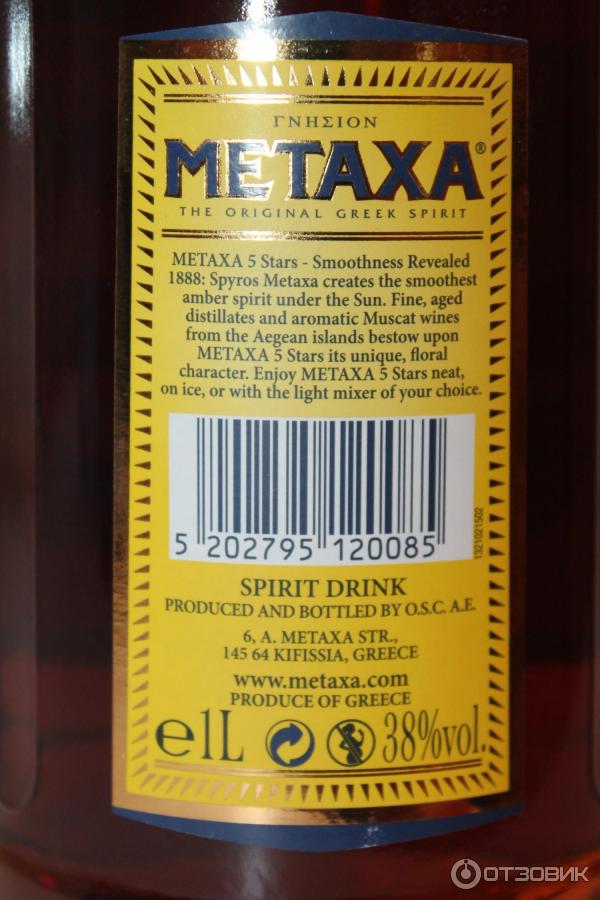 ΓΝΗΣΙΟΝ
METAXA®
THE ORIGINAL GREEK SPIRIT
METAXA 5 Stars - Smoothness Revealed
1888: Spyros Metaxa creates the smoothest
amber spirit under the Sun. Fine, aged
distillates and aromatic Muscat wines
from the Aegean islands bestow upon
METAXA 5 Stars its unique, floral
character. Enjoy METAXA 5 Stars neat,
on ice, or with the light mixer of your choice.
5 202795 120085
1321021502
SPIRIT DRINK
PRODUCED AND BOTTLED BY O.S.C. A.E.
6, A. METAXA STR.,
145 64 KIFISSIA, GREECE
www.metaxa.com
PRODUCE OF GREECE
e1L 38%vol.
ОТЗОВИК